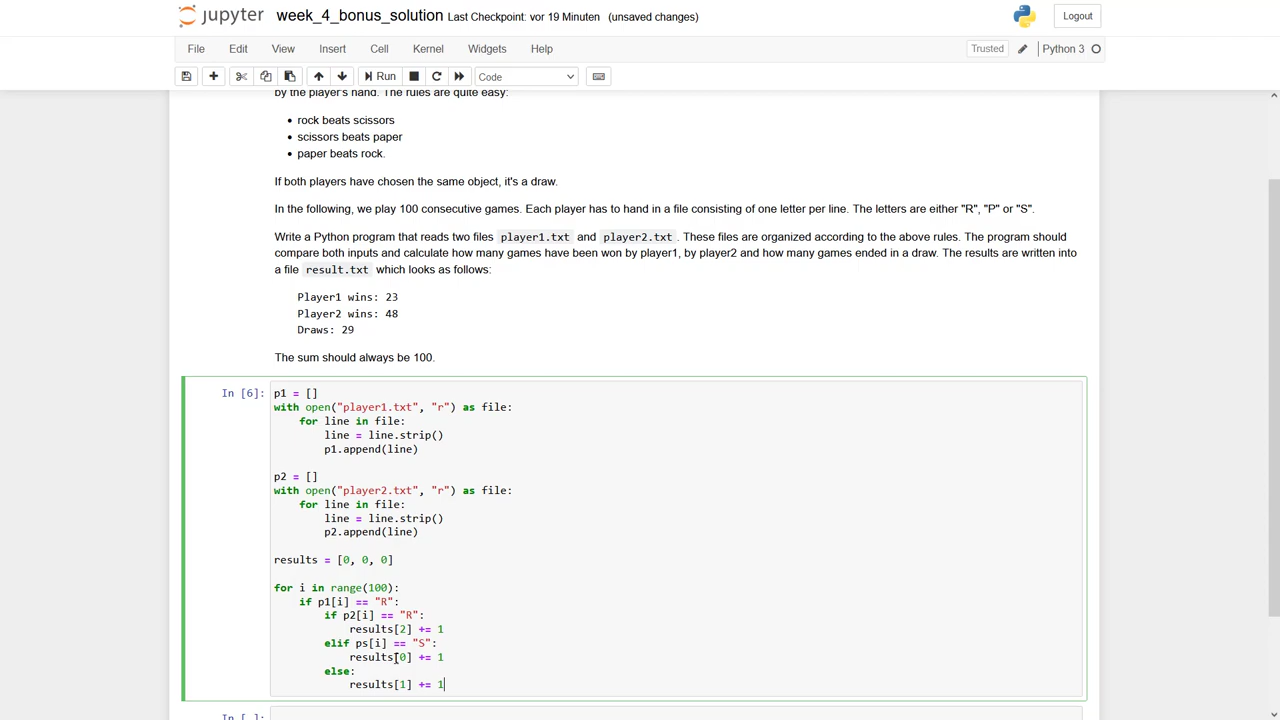 jupyter week_4_bonus_solution Last Checkpoint: vor 19 Minuten (unsaved changes) Logout
File Edit View Insert Cell Kernel Widgets Help Trusted Python 3
Run Code
by the player's hand. The rules are quite easy:
rock beats scissors
scissors beats paper
paper beats rock.
If both players have chosen the same object, it's a draw.
In the following, we play 100 consecutive games. Each player has to hand in a file consisting of one letter per line. The letters are either "R", "P" or "S".
Write a Python program that reads two files player1.txt and player2.txt. These files are organized according to the above rules. The program should
compare both inputs and calculate how many games have been won by player1, by player2 and how many games ended in a draw. The results are written into
a file result.txt which looks as follows:
Player1 wins: 23
Player2 wins: 48
Draws: 29
The sum should always be 100.
In [6]: p1 = []
with open("player1.txt", "r") as file:
for line in file:
line = line.strip()
p1.append(line)
p2 = []
with open("player2.txt", "r") as file:
for line in file:
line = line.strip()
p2.append(line)
results = [0, 0, 0]
for i in range(100):
if p1[i] == "R":
if p2[i] == "R":
results[2] += 1
elif ps[i] == "S":
results[0] += 1
else:
results[1] += 1
In [ ]: